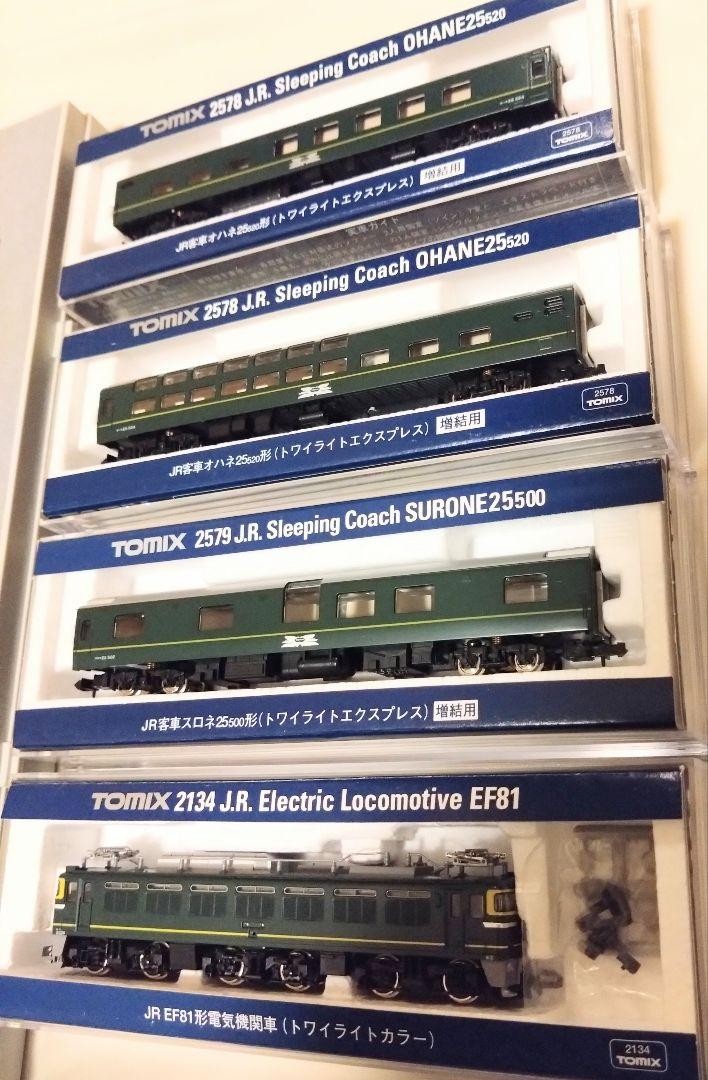 TOMIX 2578 J.R. Sleeping Coach OHANE25520
2578
TOMIX
JR客車オハネ25520形(トワイライトエクスプレス) 増結用
実車ガイド
TOMIX 2578 J.R. Sleeping Coach OHANE25520
2578
TOMIX
JR客車オハネ25520形(トワイライトエクスプレス) 増結用
TOMIX 2579 J.R. Sleeping Coach SURONE25500
JR客車スロネ25500形(トワイライトエクスプレス) 増結用
TOMIX 2134 J.R. Electric Locomotive EF81
JR EF81形電気機関車(トワイライトカラー)
2134
TOMIX